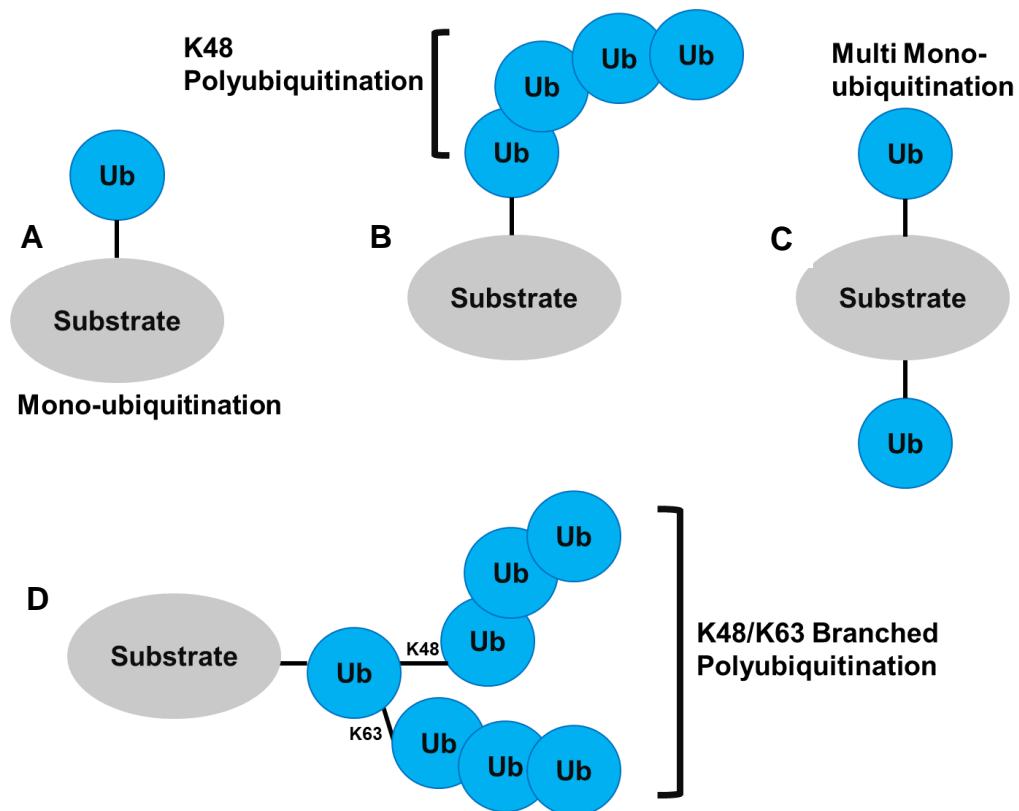 K48
Polyubiquitination
Ub
Ub
Ub
Ub
B
Substrate
Multi Mono-
ubiquitination
Ub
C
Substrate
Ub
Ub
A
Substrate
Mono-ubiquitination
D
Substrate
Ub
K48
Ub
Ub
Ub
K63
Ub
Ub
Ub
K48/K63 Branched
Polyubiquitination